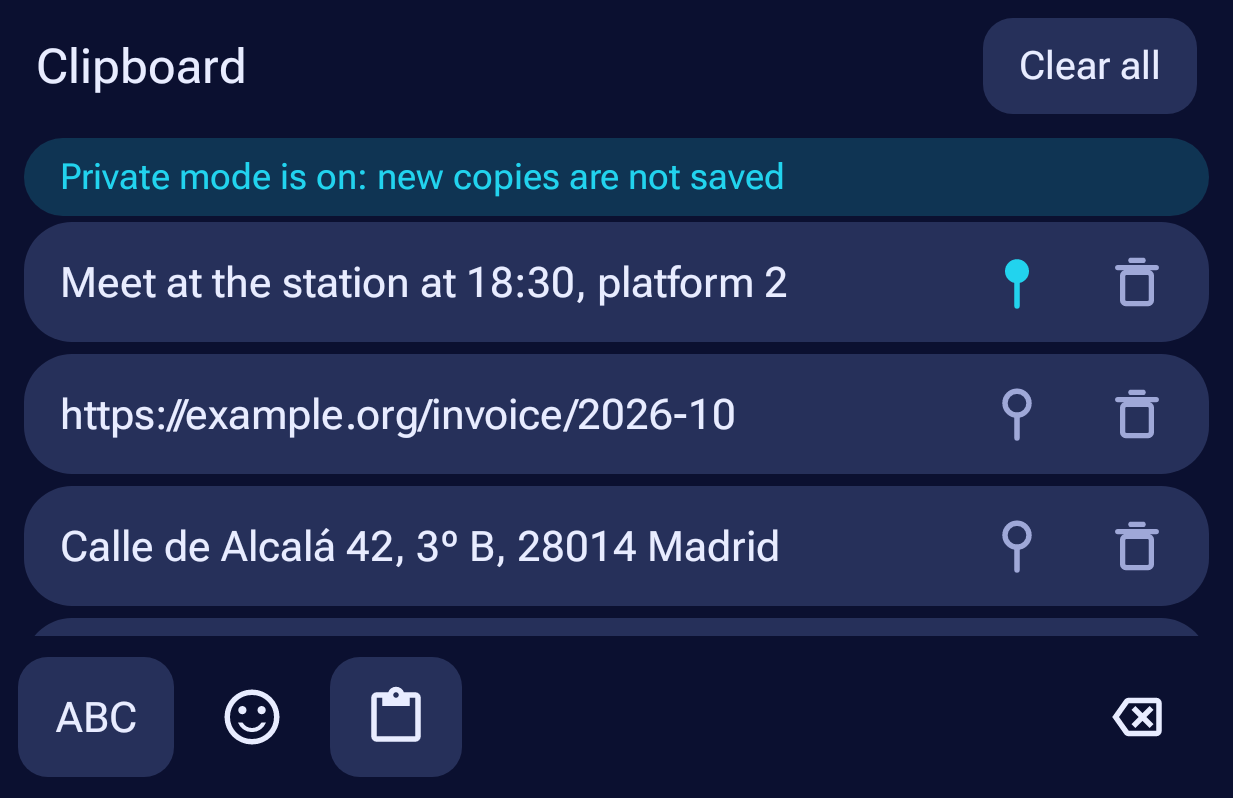 Clipboard
Clear all
Private mode is on: new copies are not saved
Meet at the station at 18:30, platform 2
https://example.org/invoice/2026-10
Calle de Alcalá 42, 3º B, 28014 Madrid
ABC